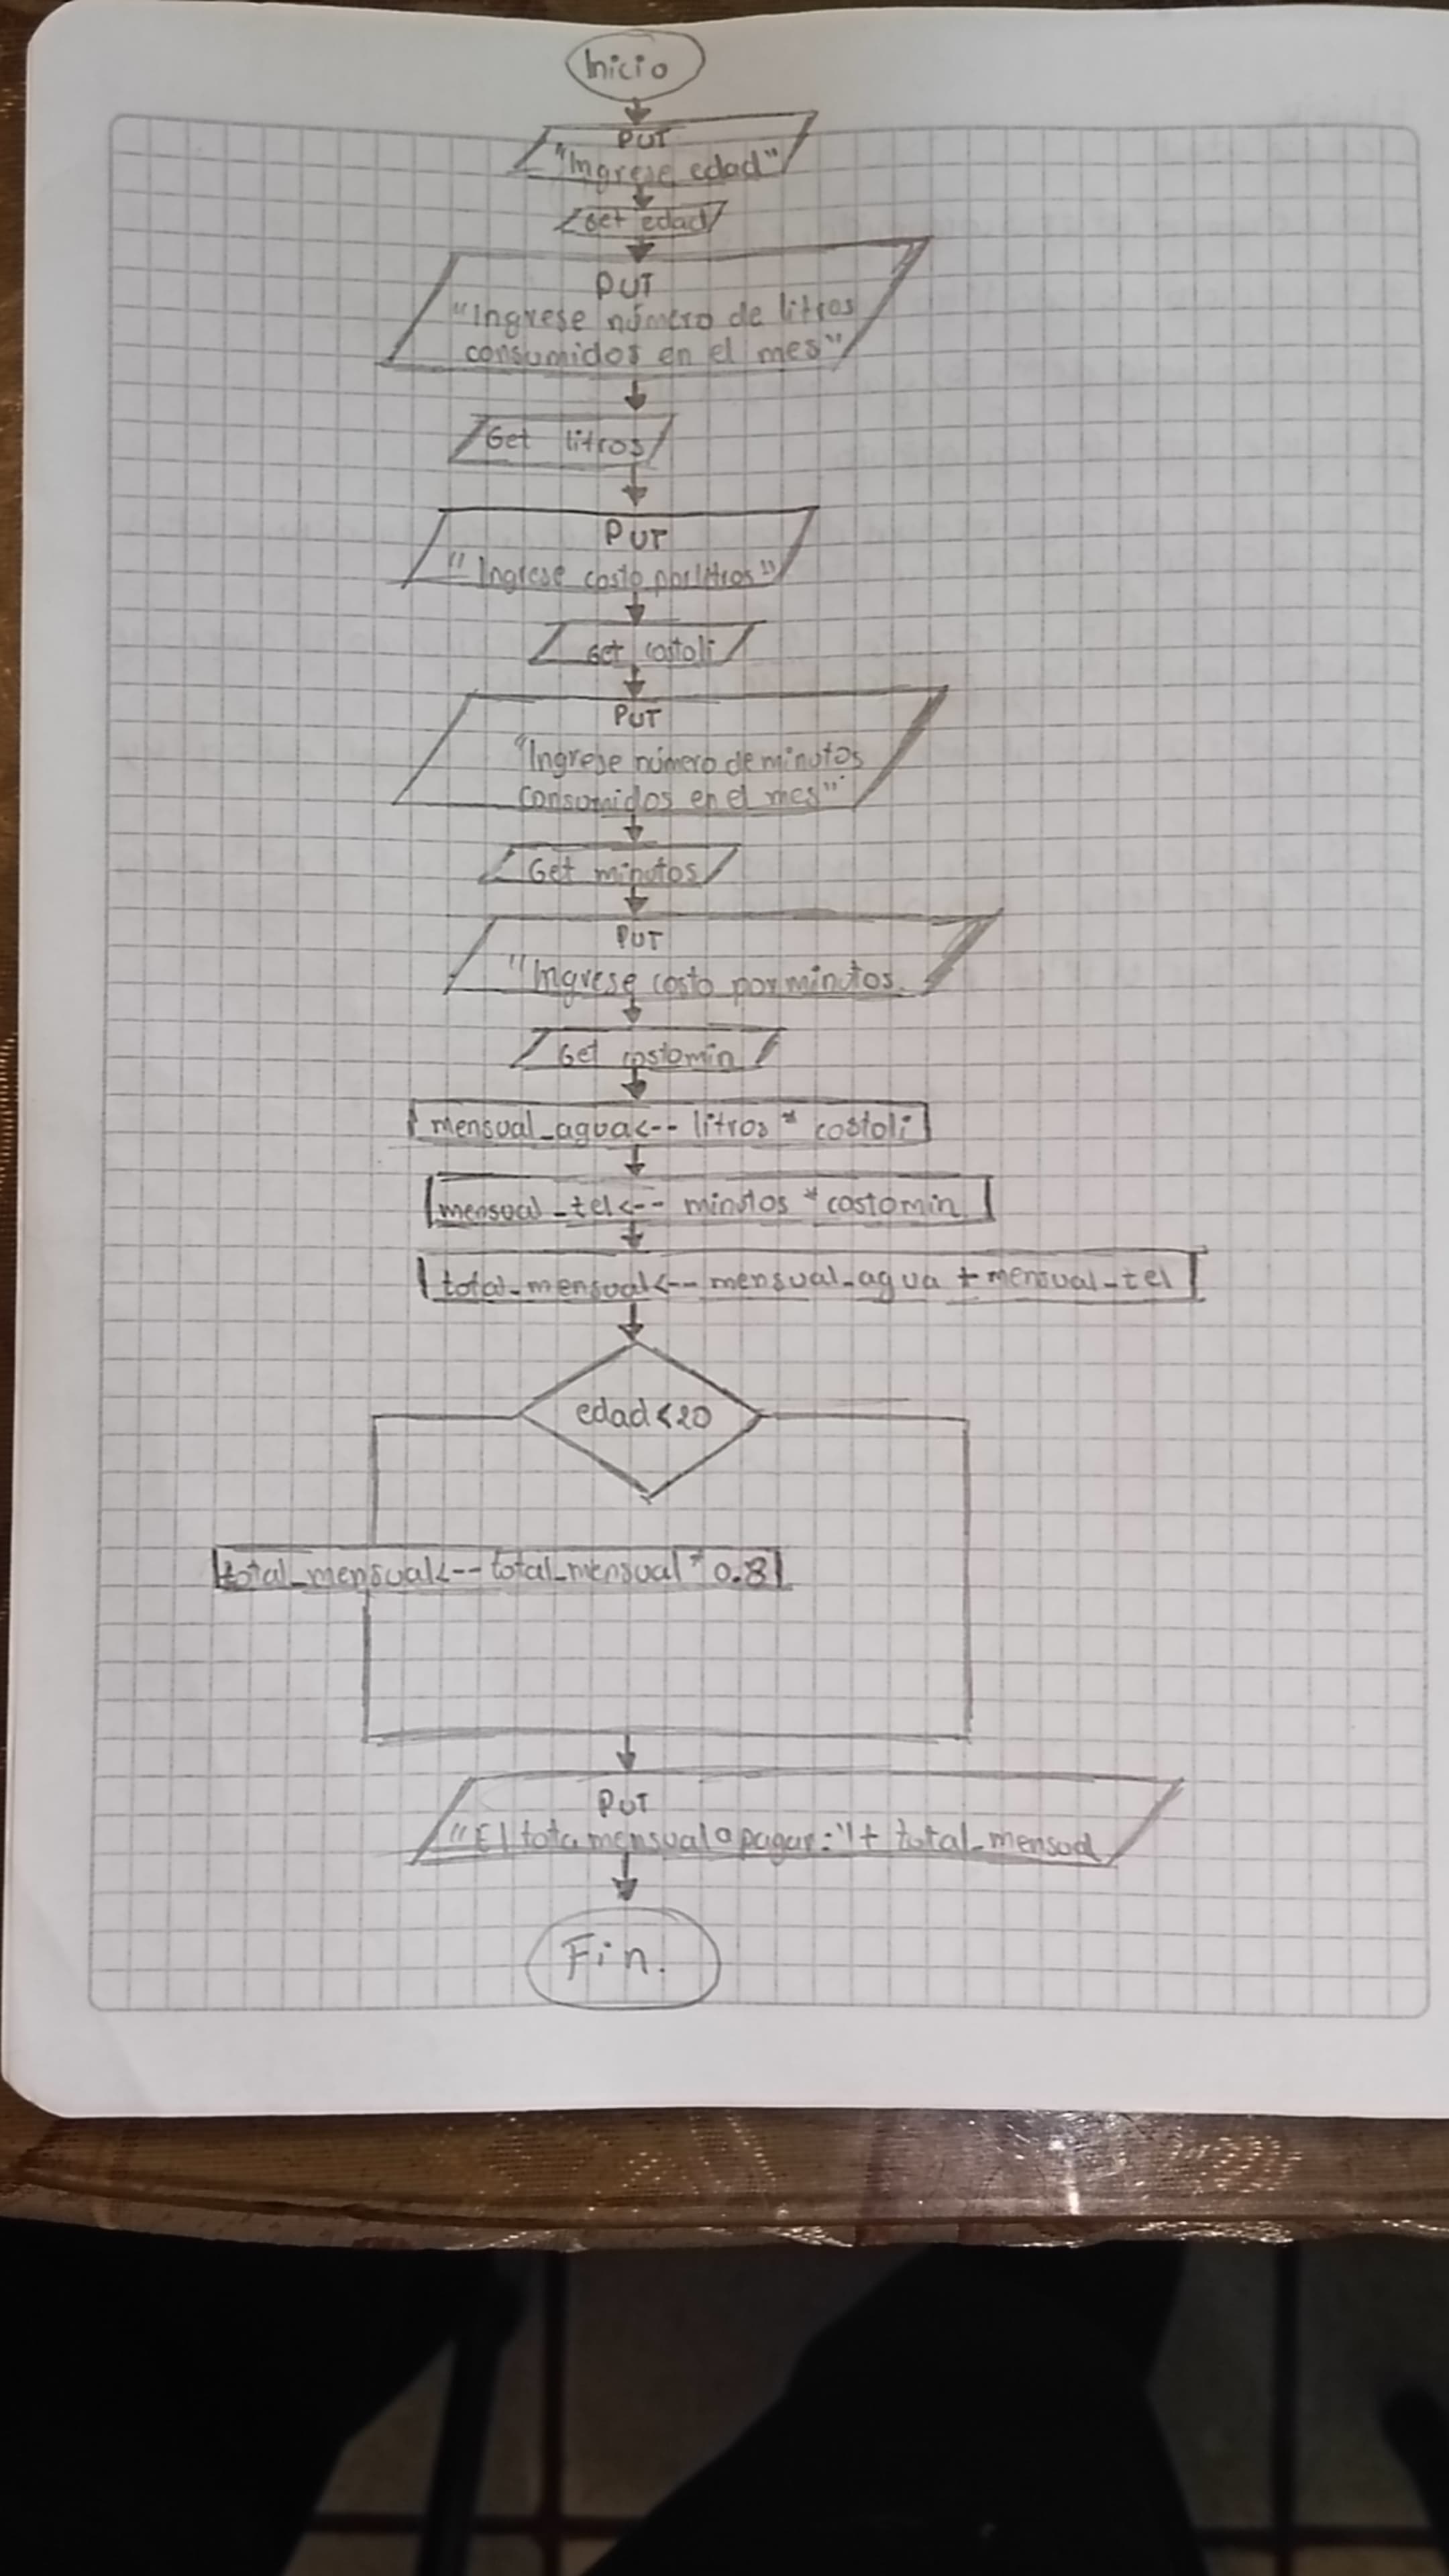 Inicio
PUT
"Ingrese edad"
Get edad
PUT
"Ingrese número de litros
consumidos en el mes"
Get litros
PUT
"Ingrese costo por litros"
Get costoli
PUT
"Ingrese número de minutos
consumidos en el mes"
Get minutos
PUT
"Ingrese costo por minutos.
Get costomin
mensual_agua<-- litros * costoli
mensual_tel<-- minutos * costomin
total_mensual<-- mensual_agua + mensual_tel
edad<20
total_mensual<-- total_mensual * 0.8
PUT
"El tota mensual a pagar:"+ total_mensual
Fin.